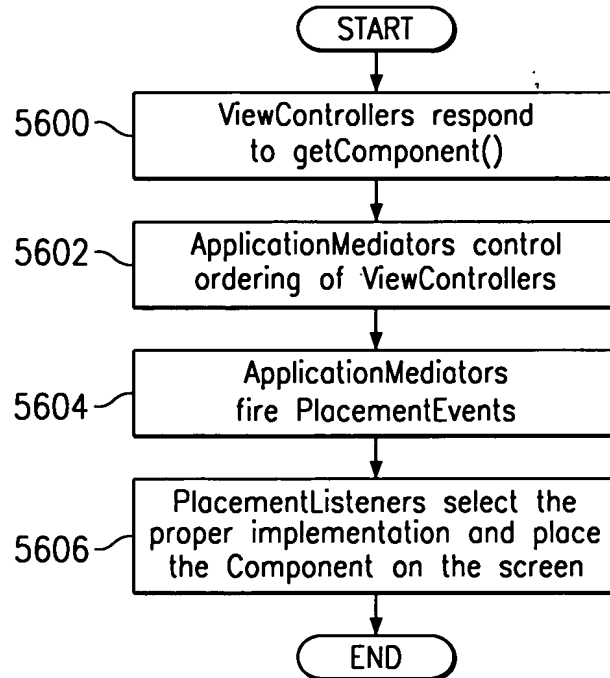 START
5600
ViewControllers respond
to getComponent()
5602
ApplicationMediators control
ordering of ViewControllers
5604
ApplicationMediators
fire PlacementEvents
5606
PlacementListeners select the
proper implementation and place
the Component on the screen
END